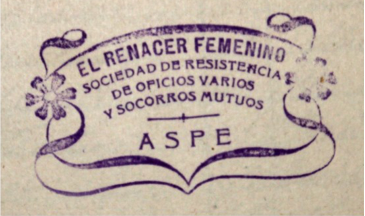 EL RENACER FEMENINO
SOCIEDAD DE RESISTENCIA
DE OFICIOS VARIOS
Y SOCORROS MUTUOS
ASPE